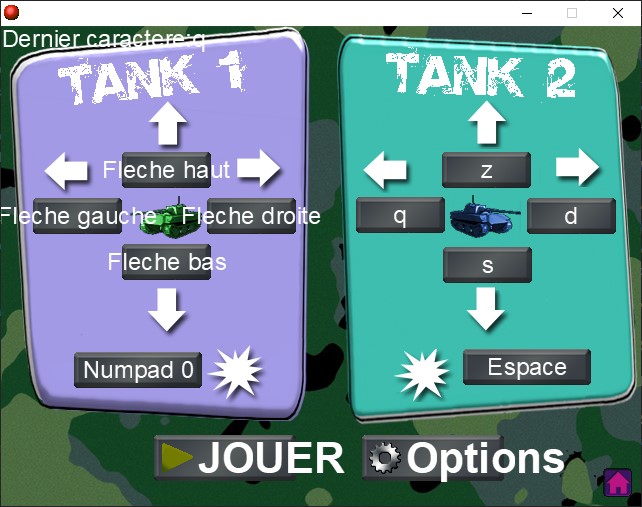 Dernier caractere:q
TANK 1
Fleche haut
Fleche gauche
Fleche droite
Fleche bas
Numpad 0
TANK 2
z
q
d
s
Espace
JOUER
Options